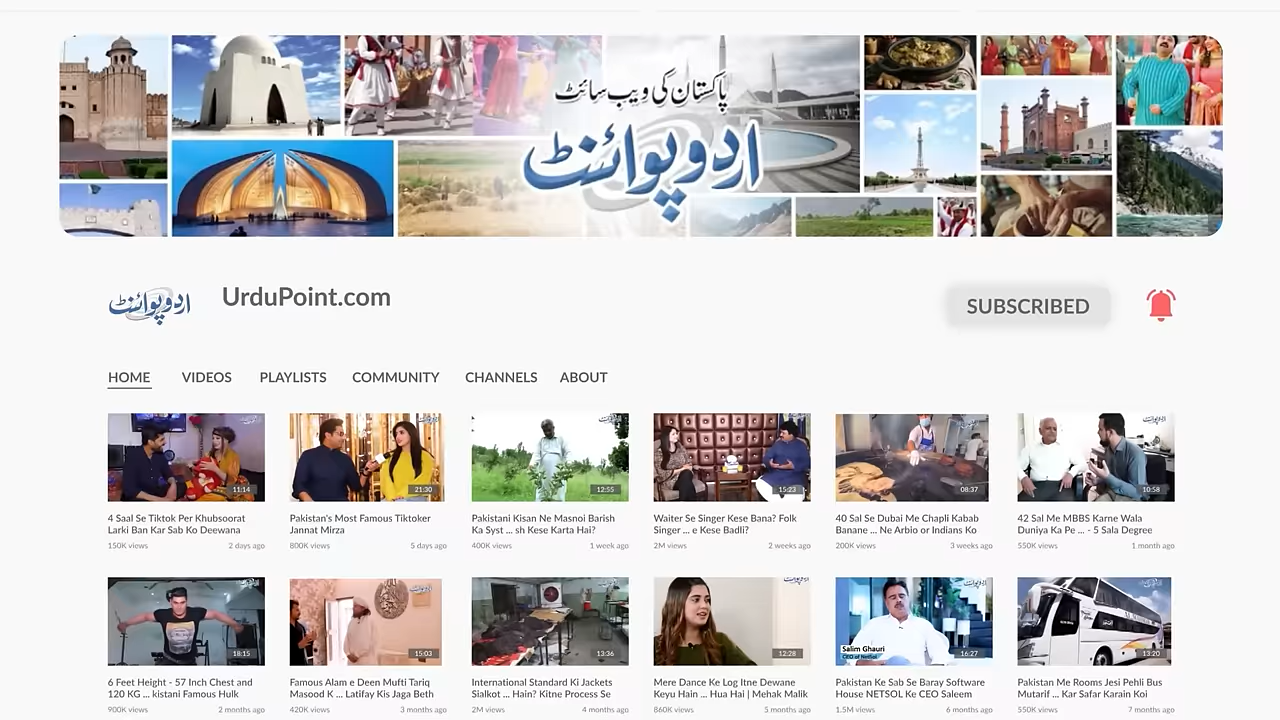 پاکستان کی ویب سائٹ
اردو پوائنٹ
اردو پوائنٹ
UrduPoint.com
SUBSCRIBED
HOME VIDEOS PLAYLISTS COMMUNITY CHANNELS ABOUT
11:14 21:30 12:55 15:23 08:37 10:58
4 Saal Se Tiktok Per Khubsoorat Larki Ban Kar Sab Ko Deewana
150K views 2 days ago
Pakistan's Most Famous Tiktoker Jannat Mirza
800K views 5 days ago
Pakistani Kisan Ne Masnoi Barish Ka Syst ... sh Kese Karta Hai?
400K views 1 week ago
Waiter Se Singer Kese Bana? Folk Singer ... e Kese Badli?
2M views 2 weeks ago
40 Sal Se Dubai Me Chapli Kabab Banane ... Ne Arbio or Indians Ko
200K views 3 weeks ago
42 Sal Me MBBS Karne Wala Duniya Ka Pe ... - 5 Sala Degree
550K views 1 month ago
18:15 15:03 13:36 12:28 16:27 13:20
Salim Ghauri
CEO of NetSol
6 Feet Height - 57 Inch Chest and 120 KG ... kistani Famous Hulk
900K views 2 months ago
Famous Alam e Deen Mufti Tariq Masood K ... Latifay Kis Jaga Beth
420K views 3 months ago
International Standard Ki Jackets Sialkot ... Hain? Kitne Process Se
2M views 4 months ago
Mere Dance Ke Log Itne Dewane Keyu Hain ... Hua Hai | Mehak Malik
860K views 5 months ago
Pakistan Ke Sab Se Baray Software House NETSOL Ke CEO Saleem
1.5M views 6 months ago
Pakistan Me Rooms Jesi Pehli Bus Mutarif ... Kar Safar Karain Koi
550K views 7 months ago